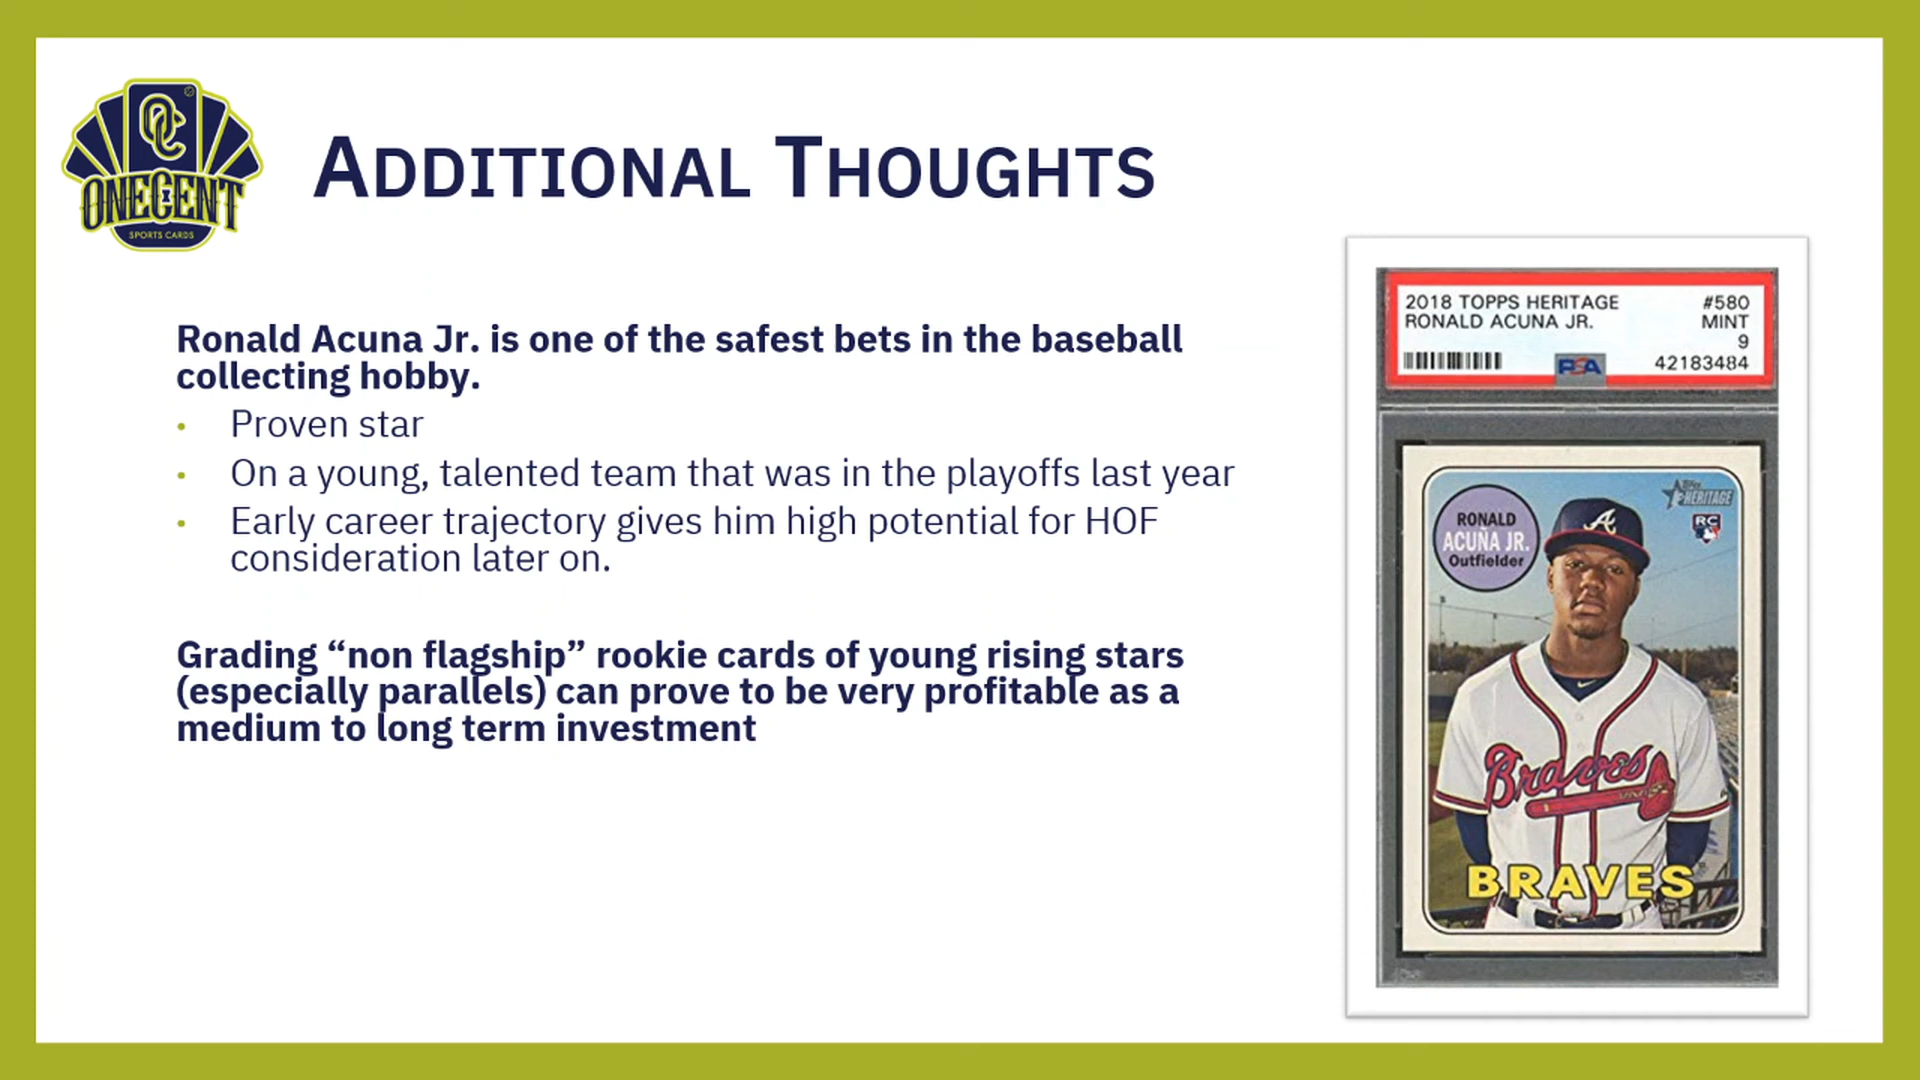 OC
ONECENT
SPORTS CARDS
ADDITIONAL THOUGHTS
Ronald Acuna Jr. is one of the safest bets in the baseball
collecting hobby.
• Proven star
• On a young, talented team that was in the playoffs last year
• Early career trajectory gives him high potential for HOF
consideration later on.
Grading “non flagship” rookie cards of young rising stars
(especially parallels) can prove to be very profitable as a
medium to long term investment
2018 TOPPS HERITAGE #580
RONALD ACUNA JR. MINT
9
PSA 42183484
Topps
HERITAGE
RC
RONALD
ACUÑA JR.
Outfielder
A
Braves
BRAVES